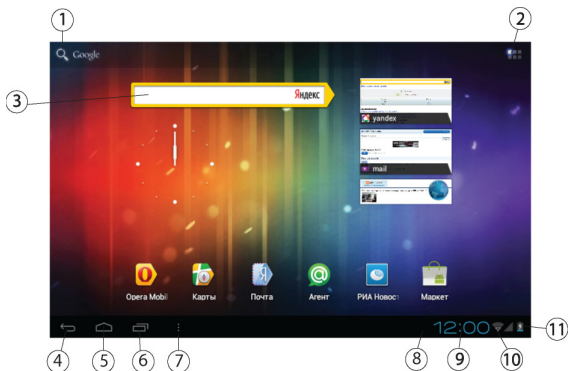 1
2
Google
3
Яндекс
yandex
mail
Opera Mobil
Карты
Почта
Агент
РИА Новост
Маркет
12:00
4
5
6
7
8
9
10
11